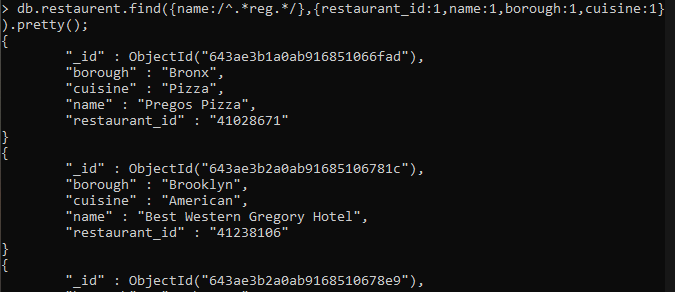 > db.restaurent.find({name:/^.*reg.*/},{restaurant_id:1,name:1,borough:1,cuisine:1}
).pretty();
{
"_id" : ObjectId("643ae3b1a0ab916851066fad"),
"borough" : "Bronx",
"cuisine" : "Pizza",
"name" : "Pregos Pizza",
"restaurant_id" : "41028671"
}
{
"_id" : ObjectId("643ae3b2a0ab91685106781c"),
"borough" : "Brooklyn",
"cuisine" : "American",
"name" : "Best Western Gregory Hotel",
"restaurant_id" : "41238106"
}
{
"_id" : ObjectId("643ae3b2a0ab9168510678e9"),